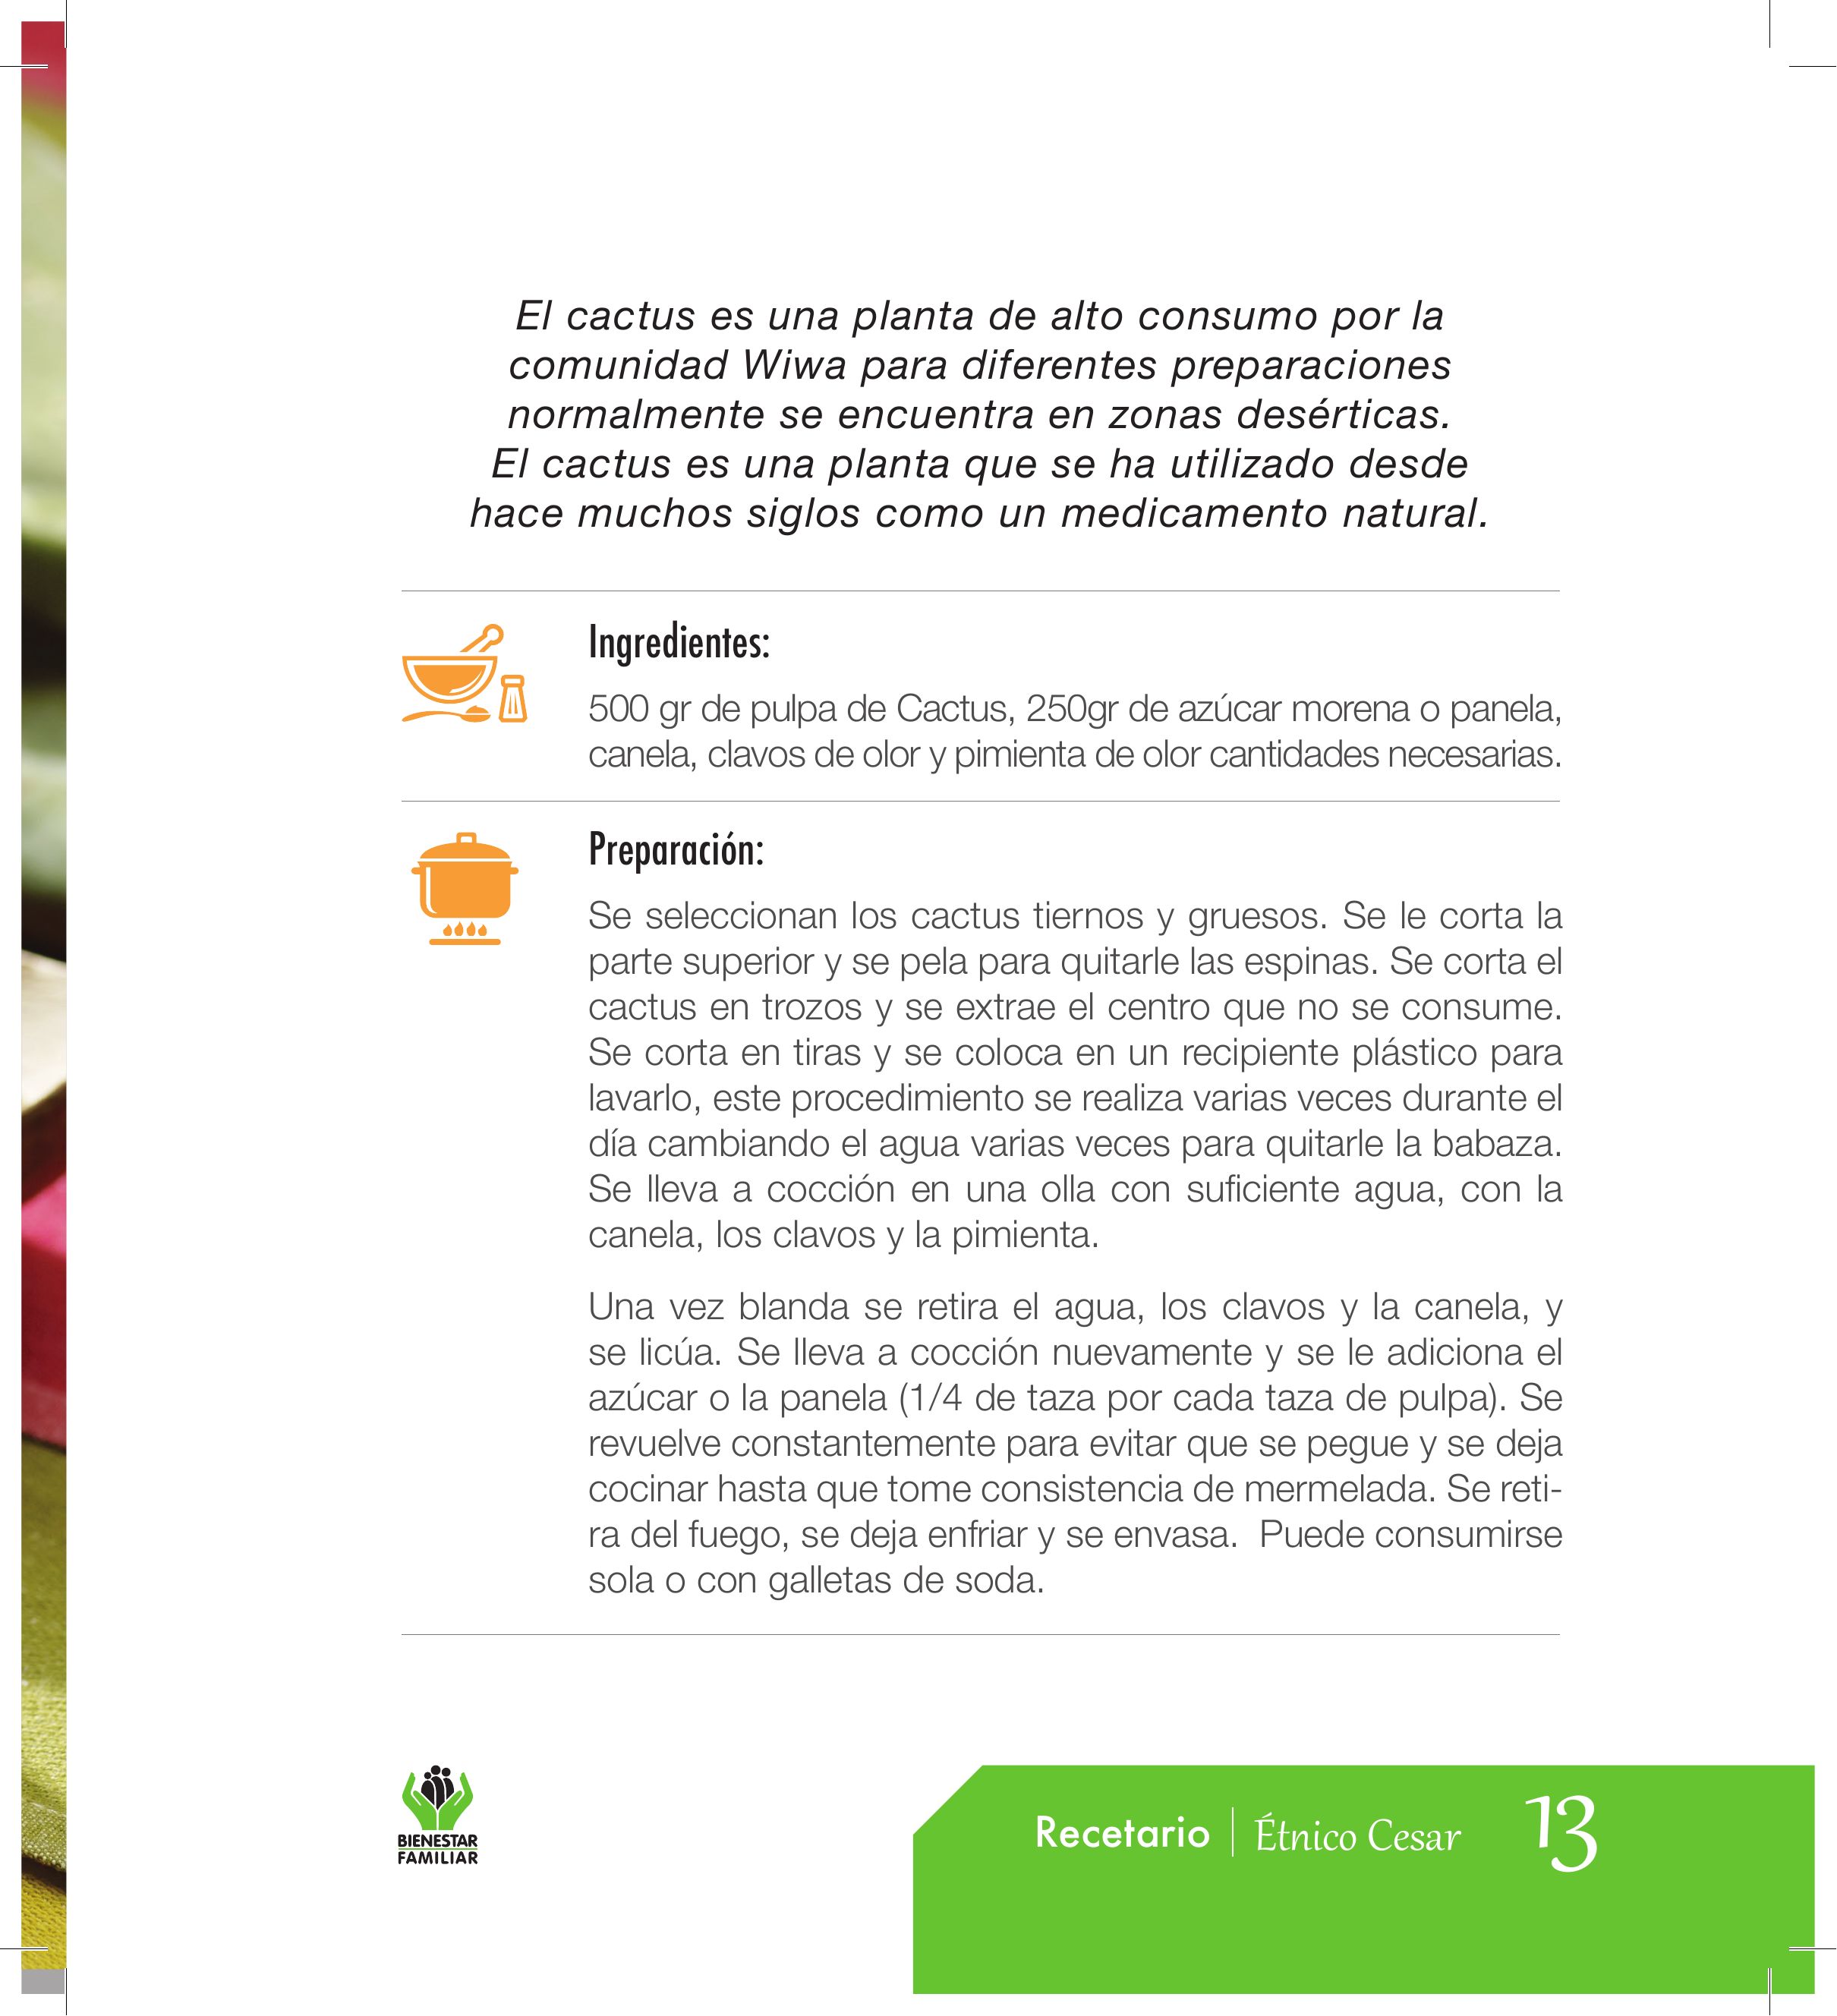 El cactus es una planta de alto consumo por la
comunidad Wiwa para diferentes preparaciones
normalmente se encuentra en zonas desérticas.
El cactus es una planta que se ha utilizado desde
hace muchos siglos como un medicamento natural.
Ingredientes:
500 gr de pulpa de Cactus, 250gr de azúcar morena o panela,
canela, clavos de olor y pimienta de olor cantidades necesarias.
Preparación:
Se seleccionan los cactus tiernos y gruesos. Se le corta la
parte superior y se pela para quitarle las espinas. Se corta el
cactus en trozos y se extrae el centro que no se consume.
Se corta en tiras y se coloca en un recipiente plástico para
lavarlo, este procedimiento se realiza varias veces durante el
día cambiando el agua varias veces para quitarle la babaza.
Se lleva a cocción en una olla con suficiente agua, con la
canela, los clavos y la pimienta.
Una vez blanda se retira el agua, los clavos y la canela, y
se licúa. Se lleva a cocción nuevamente y se le adiciona el
azúcar o la panela (1/4 de taza por cada taza de pulpa). Se
revuelve constantemente para evitar que se pegue y se deja
cocinar hasta que tome consistencia de mermelada. Se reti-
ra del fuego, se deja enfriar y se envasa.  Puede consumirse
sola o con galletas de soda.
BIENESTAR
FAMILIAR
Recetario | Étnico Cesar 13